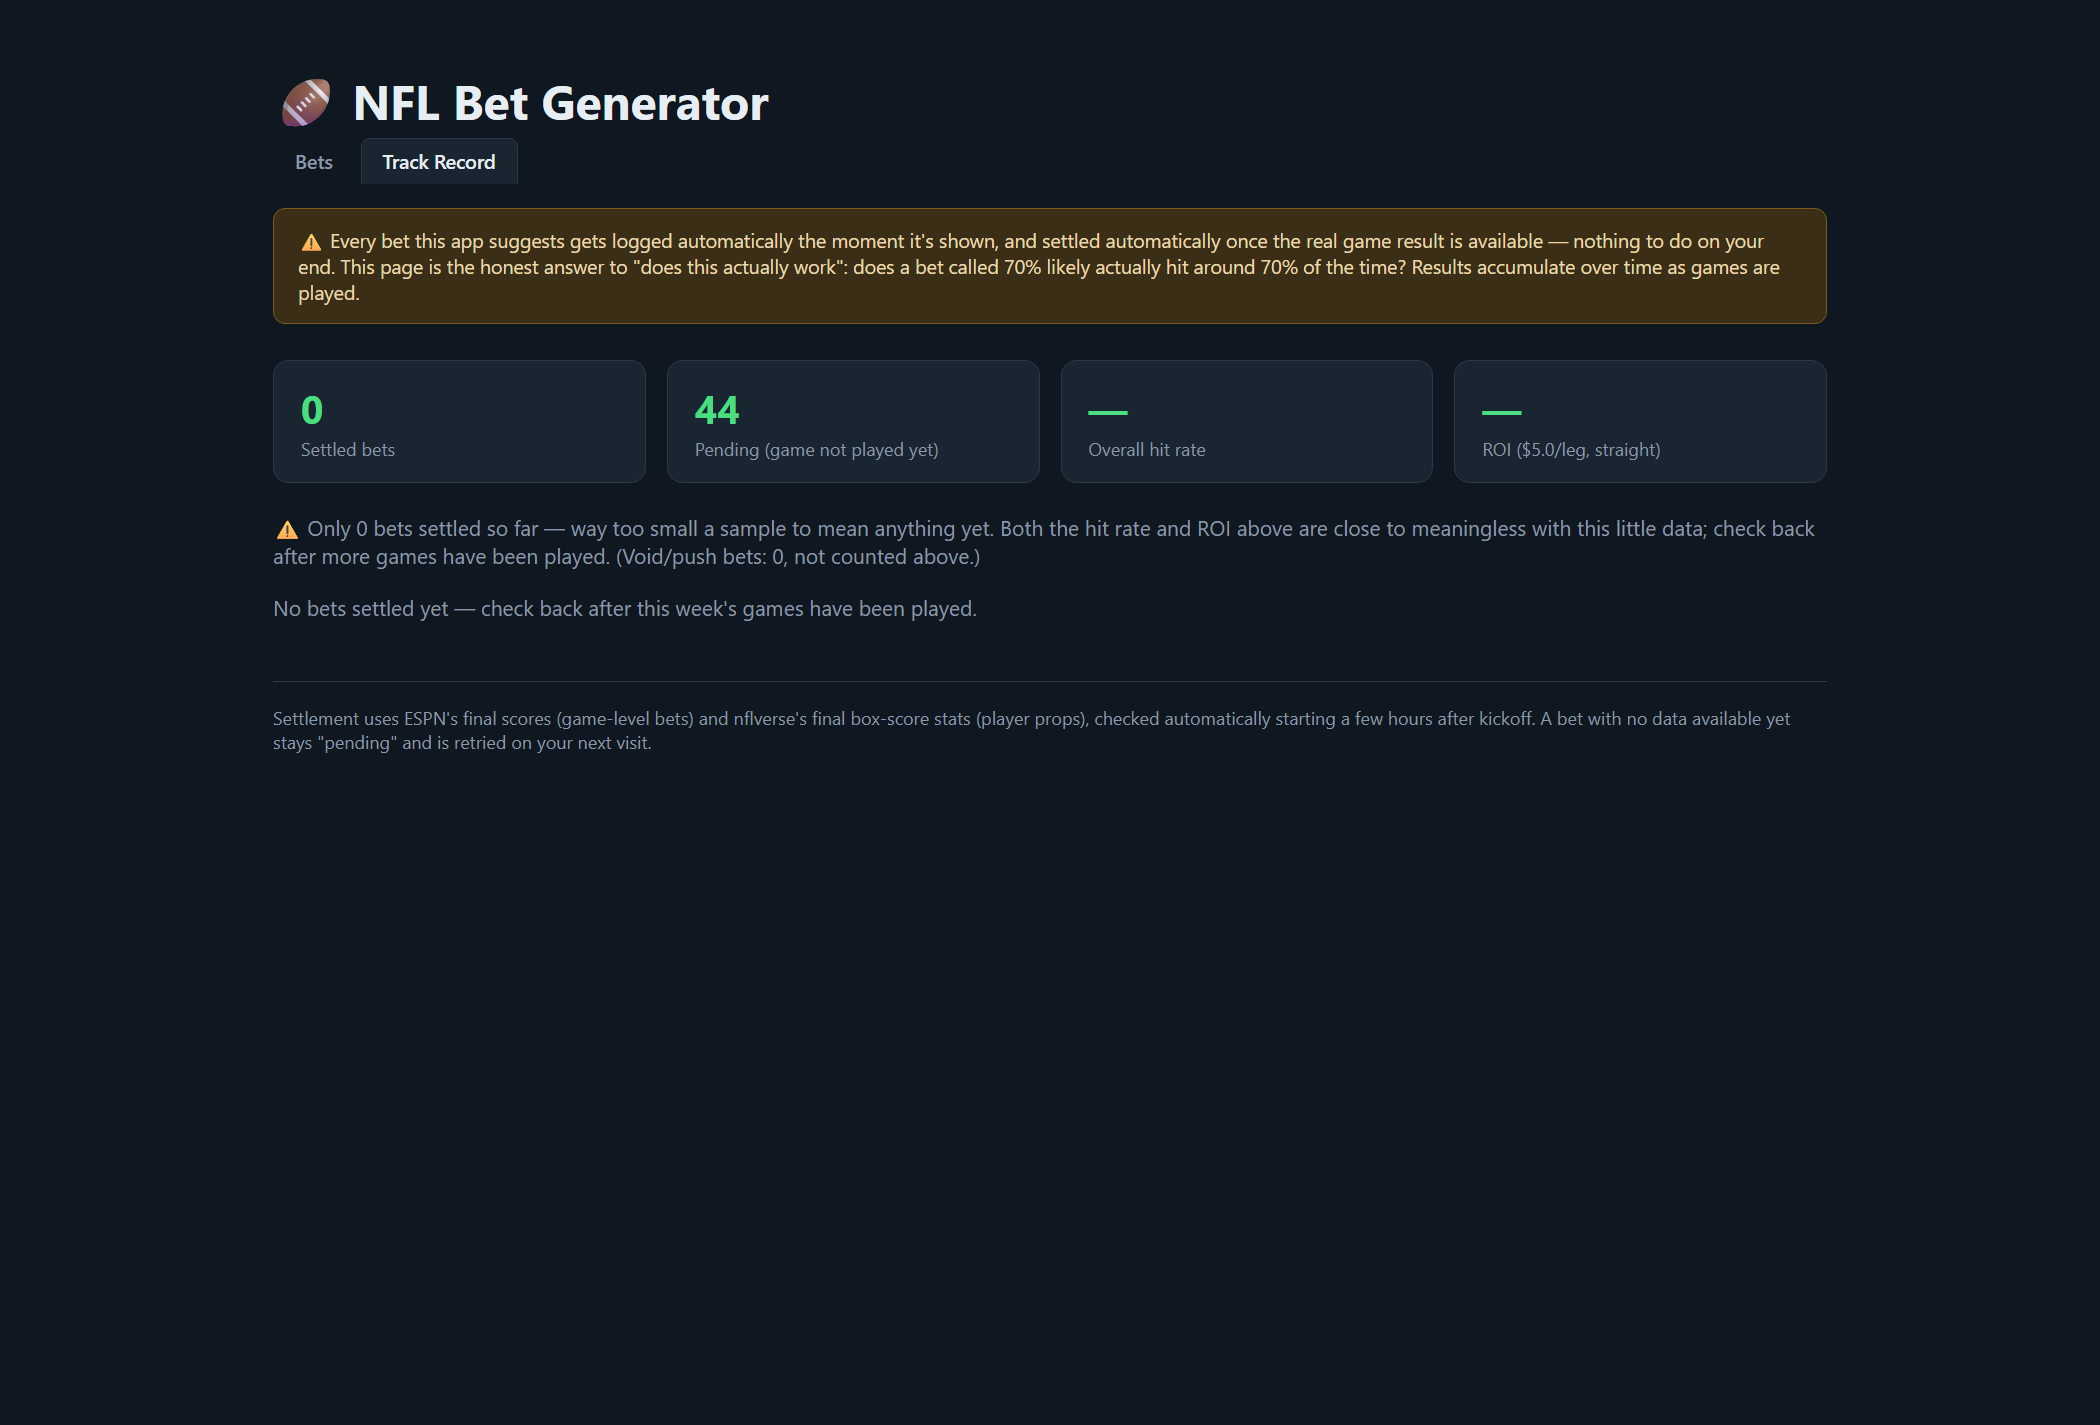 NFL Bet Generator
Bets
Track Record
⚠️ Every bet this app suggests gets logged automatically the moment it's shown, and settled automatically once the real game result is available — nothing to do on your
end. This page is the honest answer to "does this actually work": does a bet called 70% likely actually hit around 70% of the time? Results accumulate over time as games are
played.
0
Settled bets
44
Pending (game not played yet)
—
Overall hit rate
—
ROI ($5.0/leg, straight)
⚠️ Only 0 bets settled so far — way too small a sample to mean anything yet. Both the hit rate and ROI above are close to meaningless with this little data; check back
after more games have been played. (Void/push bets: 0, not counted above.)
No bets settled yet — check back after this week's games have been played.
Settlement uses ESPN's final scores (game-level bets) and nflverse's final box-score stats (player props), checked automatically starting a few hours after kickoff. A bet with no data available yet
stays "pending" and is retried on your next visit.